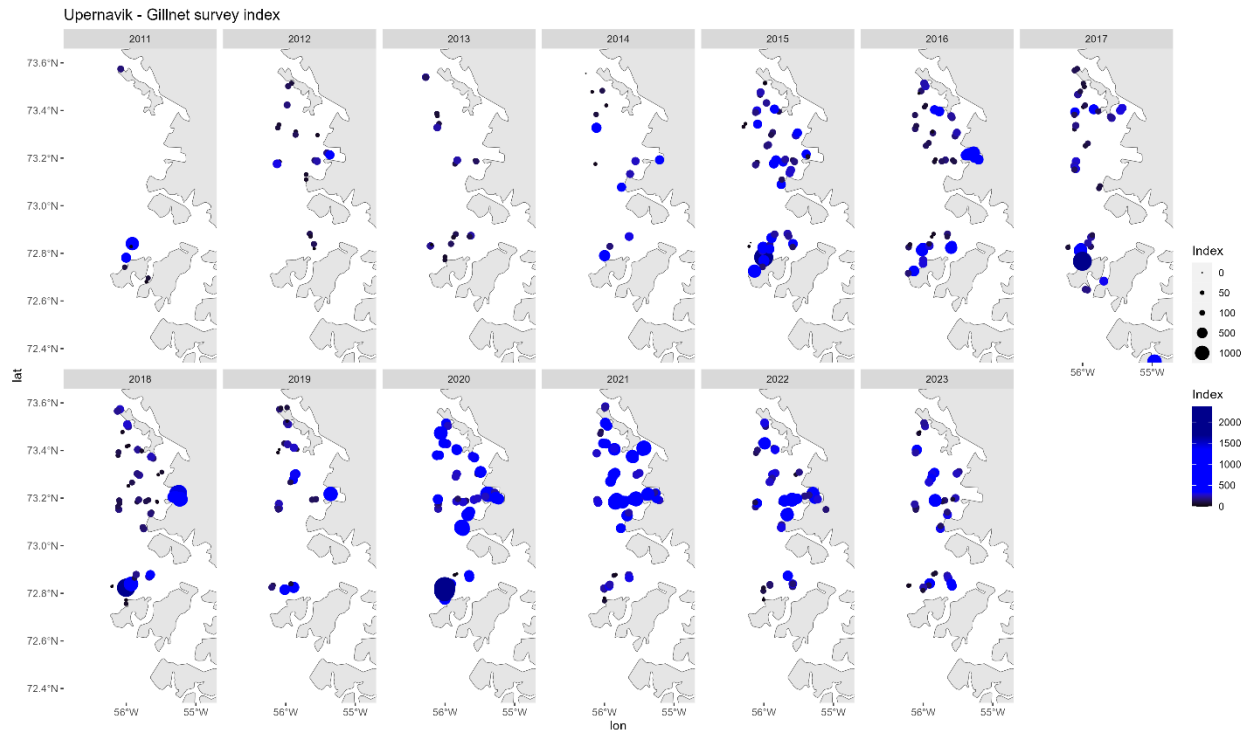 Upernavik - Gillnet survey index
2011 2012 2013 2014 2015 2016 2017
73.6°N
73.4°N
73.2°N
73.0°N
72.8°N
72.6°N
72.4°N
56°W 55°W
2018 2019 2020 2021 2022 2023
73.6°N
73.4°N
73.2°N
73.0°N
72.8°N
72.6°N
72.4°N
56°W 55°W 56°W 55°W 56°W 55°W 56°W 55°W 56°W 55°W 56°W 55°W
lon
lat
Index
0
50
100
500
1000
Index
2000
1500
1000
500
0